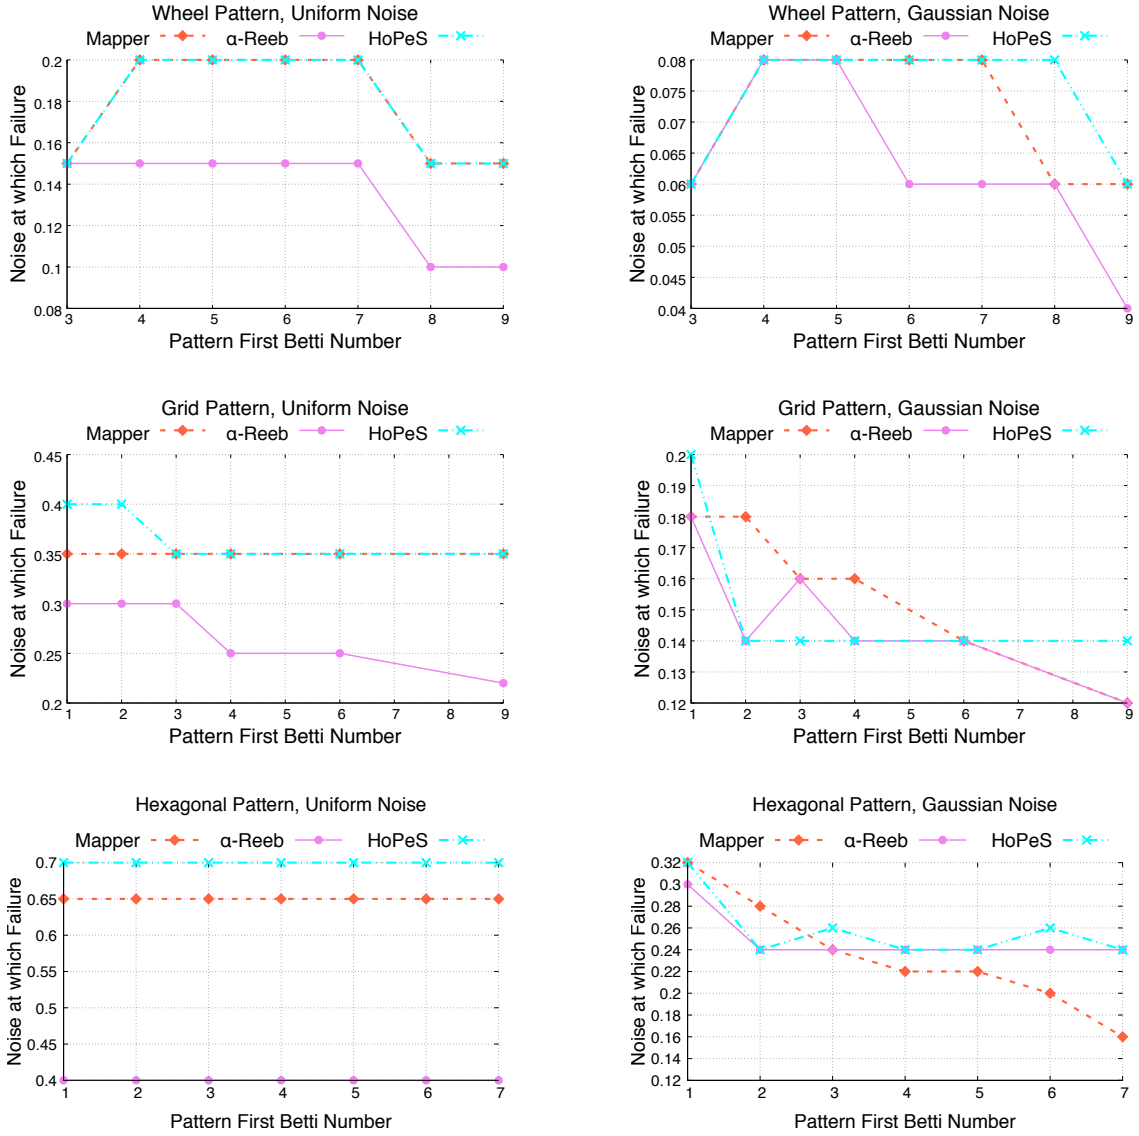 Wheel Pattern, Uniform Noise
Mapper α-Reeb HoPeS
0.2
0.18
0.16
0.14
0.12
0.1
0.08
3 4 5 6 7 8 9
Noise at which Failure
Pattern First Betti Number
Wheel Pattern, Gaussian Noise
Mapper α-Reeb HoPeS
0.08
0.075
0.07
0.065
0.06
0.055
0.05
0.045
0.04
3 4 5 6 7 8 9
Noise at which Failure
Pattern First Betti Number
Grid Pattern, Uniform Noise
Mapper α-Reeb HoPeS
0.45
0.4
0.35
0.3
0.25
0.2
1 2 3 4 5 6 7 8 9
Noise at which Failure
Pattern First Betti Number
Grid Pattern, Gaussian Noise
Mapper α-Reeb HoPeS
0.2
0.19
0.18
0.17
0.16
0.15
0.14
0.13
0.12
1 2 3 4 5 6 7 8 9
Noise at which Failure
Pattern First Betti Number
Hexagonal Pattern, Uniform Noise
Mapper α-Reeb HoPeS
0.7
0.65
0.6
0.55
0.5
0.45
0.4
1 2 3 4 5 6 7
Noise at which Failure
Pattern First Betti Number
Hexagonal Pattern, Gaussian Noise
Mapper α-Reeb HoPeS
0.32
0.3
0.28
0.26
0.24
0.22
0.2
0.16
0.14
0.12
1 2 3 4 5 6 7
Noise at which Failure
Pattern First Betti Number